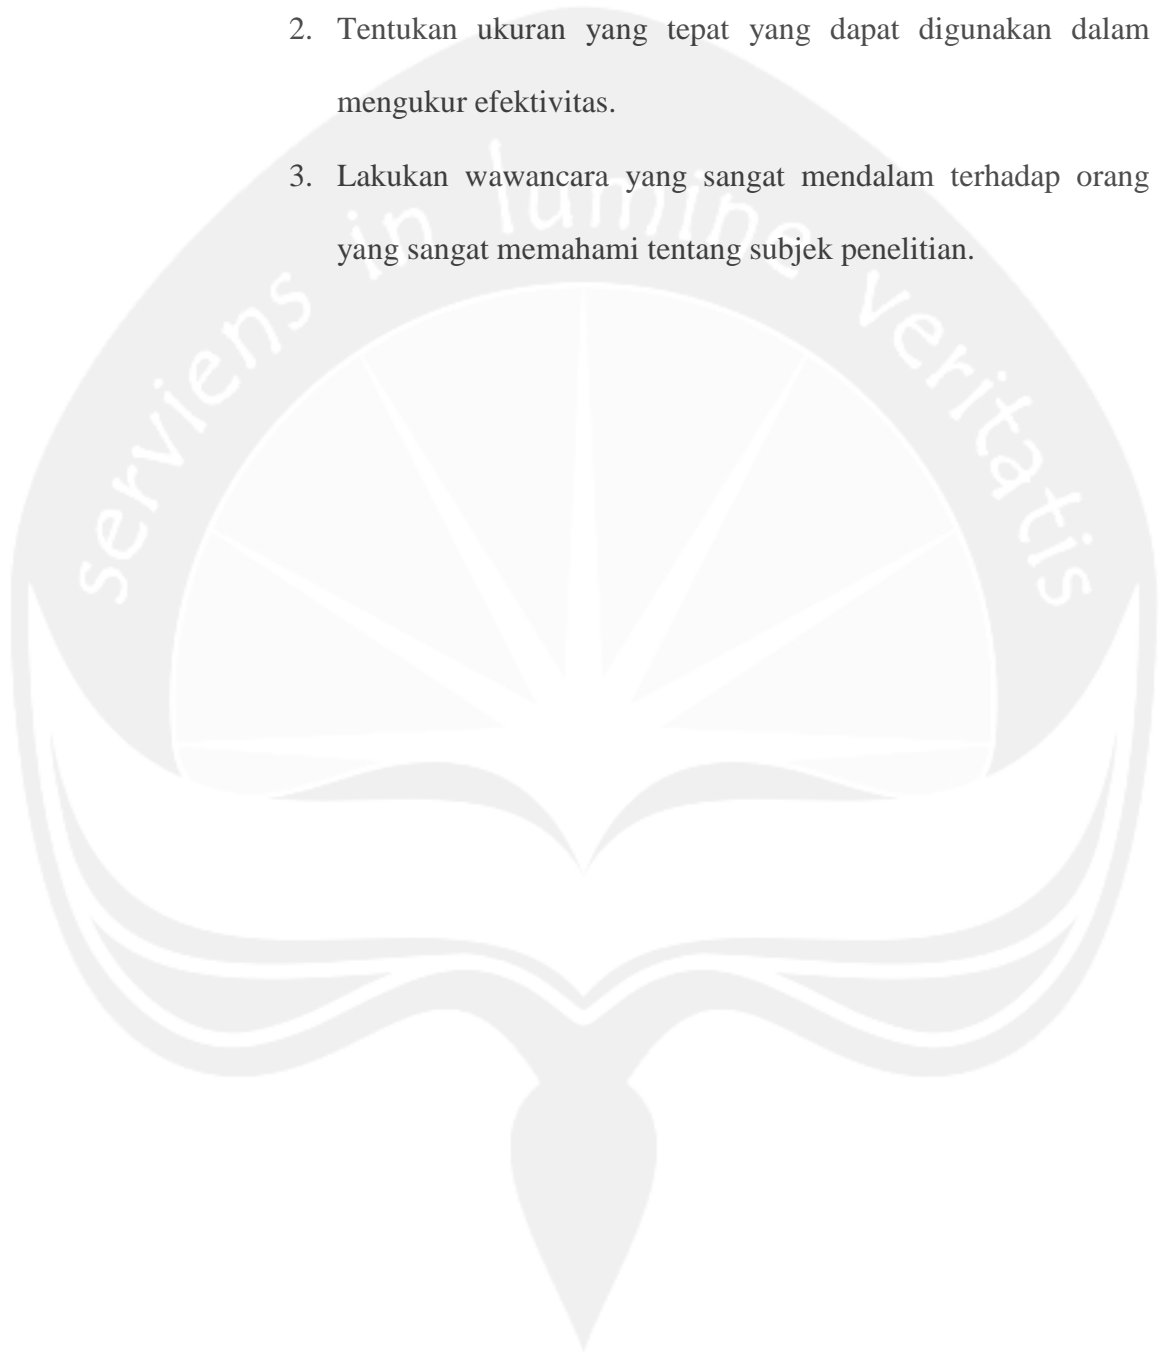 2. Tentukan ukuran yang tepat yang dapat digunakan dalam
mengukur efektivitas.
3. Lakukan wawancara yang sangat mendalam terhadap orang
yang sangat memahami tentang subjek penelitian.
serviens in lumine veritatis